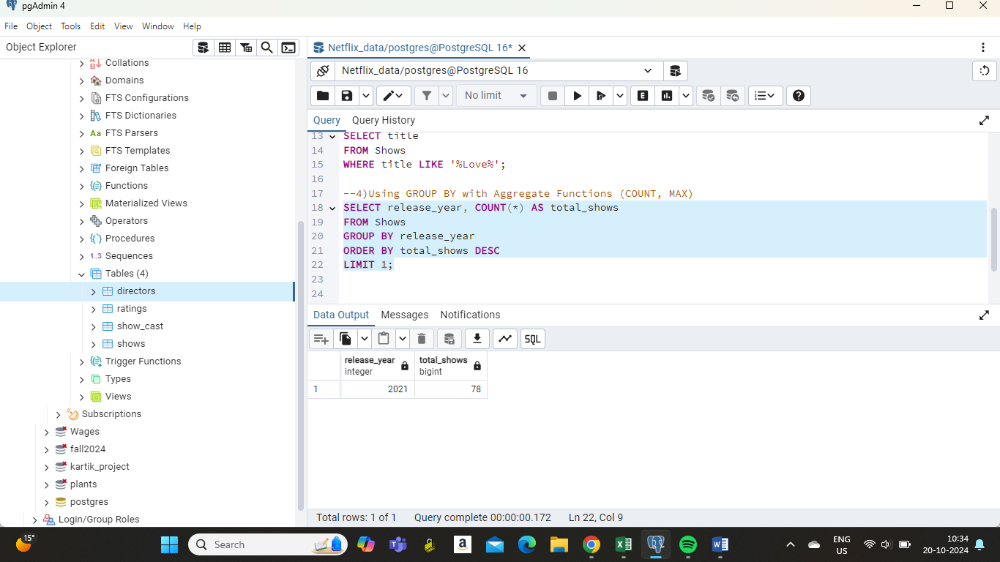 pgAdmin 4
File Object Tools Edit View Window Help
Object Explorer
Collations
Domains
FTS Configurations
FTS Dictionaries
Aa FTS Parsers
FTS Templates
Foreign Tables
Functions
Materialized Views
Operators
Procedures
1..3 Sequences
Tables (4)
directors
ratings
show_cast
shows
Trigger Functions
Types
Views
Subscriptions
Wages
fall2024
kartik_project
plants
postgres
Login/Group Roles
Netflix_data/postgres@PostgreSQL 16*
Netflix_data/postgres@PostgreSQL 16
No limit
E
Query Query History
13 SELECT title
14 FROM Shows
15 WHERE title LIKE '%Love%';
16
17 --4)Using GROUP BY with Aggregate Functions (COUNT, MAX)
18 SELECT release_year, COUNT(*) AS total_shows
19 FROM Shows
20 GROUP BY release_year
21 ORDER BY total_shows DESC
22 LIMIT 1;
23
24
Data Output Messages Notifications
SQL
release_year total_shows
integer bigint
1 2021 78
Total rows: 1 of 1 Query complete 00:00:00.172 Ln 22, Col 9
15°
Search
ENG
US
10:34
20-10-2024